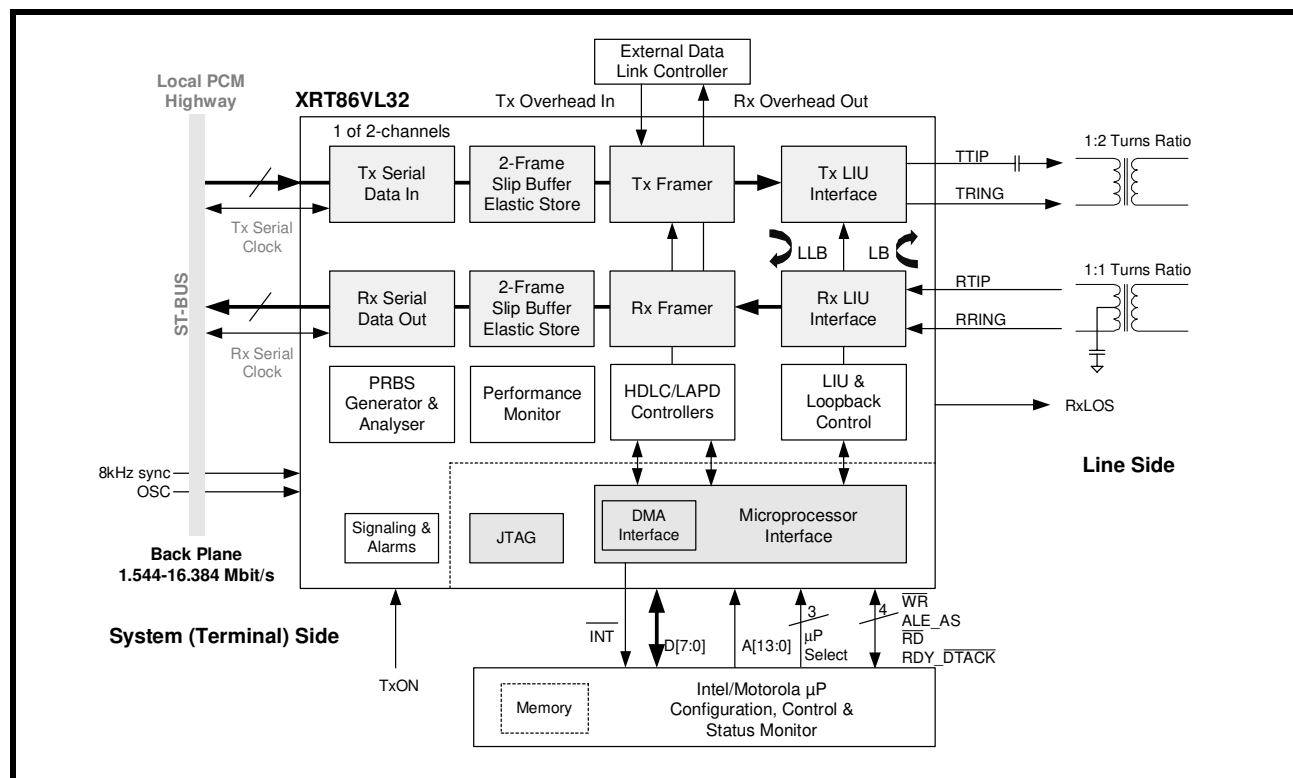 External Data
Link Controller
Local PCM
Highway
XRT86VL32
Tx Overhead In
Rx Overhead Out
1 of 2-channels
Tx Serial
Data In
2-Frame
Slip Buffer
Elastic Store
Tx Framer
Tx LIU
Interface
TTIP
TRING
1:2 Turns Ratio
Tx Serial
Clock
LLB
LB
ST-BUS
Rx Serial
Data Out
2-Frame
Slip Buffer
Elastic Store
Rx Framer
Rx LIU
Interface
RTIP
RRING
1:1 Turns Ratio
Rx Serial
Clock
PRBS
Generator &
Analyser
Performance
Monitor
HDLC/LAPD
Controllers
LIU &
Loopback
Control
RxLOS
Line Side
8kHz sync
OSC
Signaling &
Alarms
JTAG
DMA
Interface
Microprocessor
Interface
Back Plane
1.544-16.384 Mbit/s
System (Terminal) Side
TxON
INT
D[7:0]
A[13:0]
3
µP
Select
4
WR
ALE_AS
RD
RDY_DTACK
Memory
Intel/Motorola µP
Configuration, Control &
Status Monitor